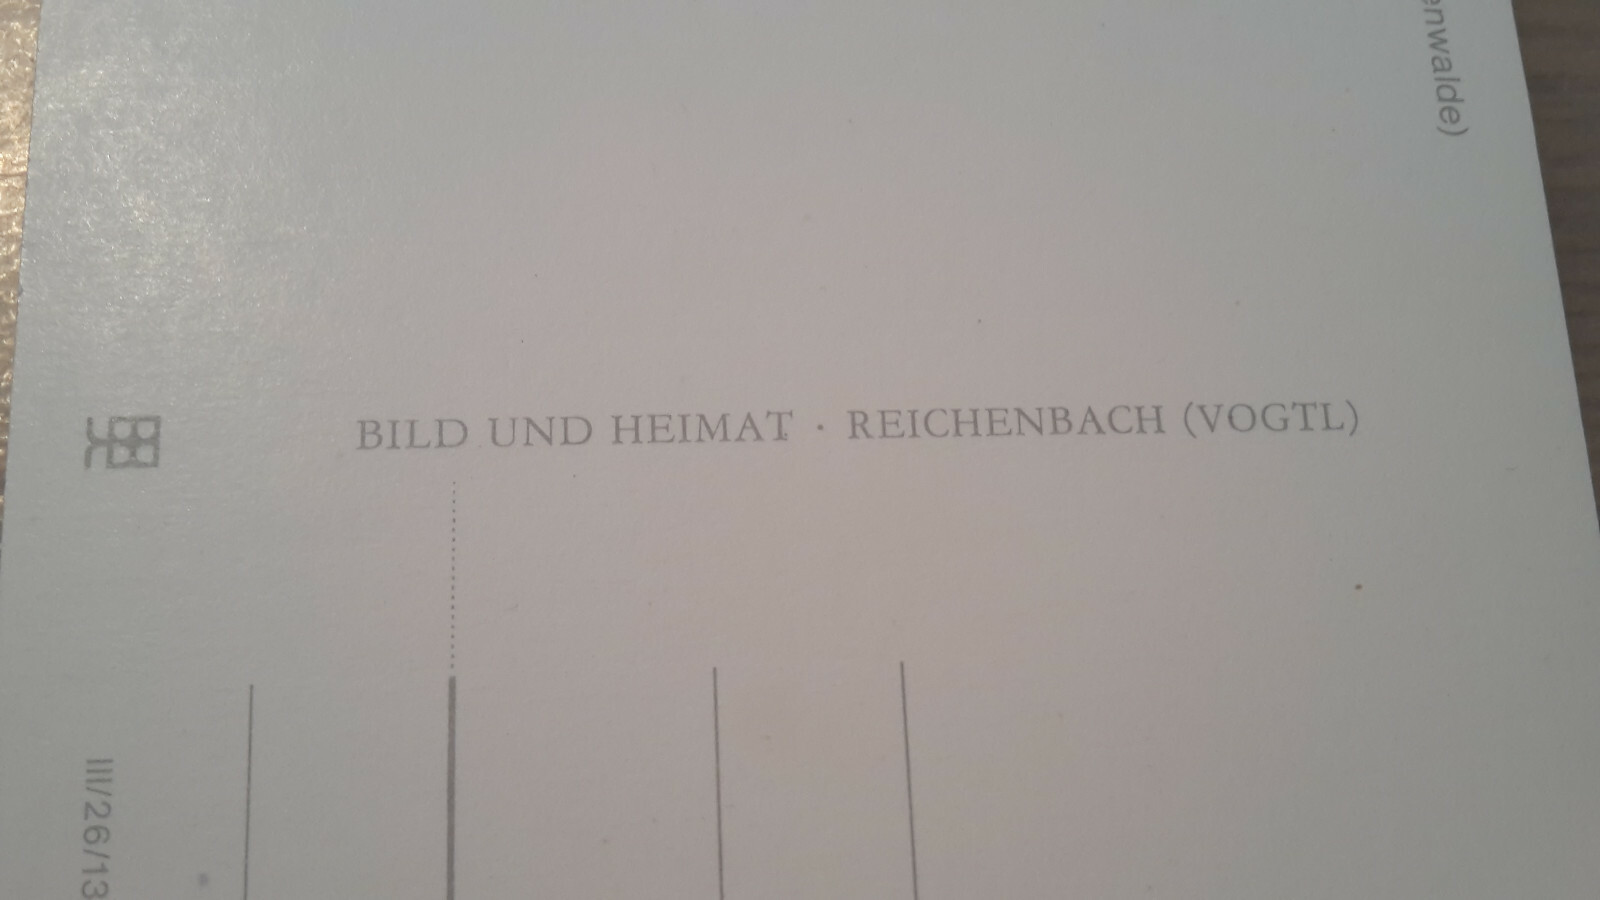 enwalde)
BILD UND HEIMAT · REICHENBACH (VOGTL)
III/26/13